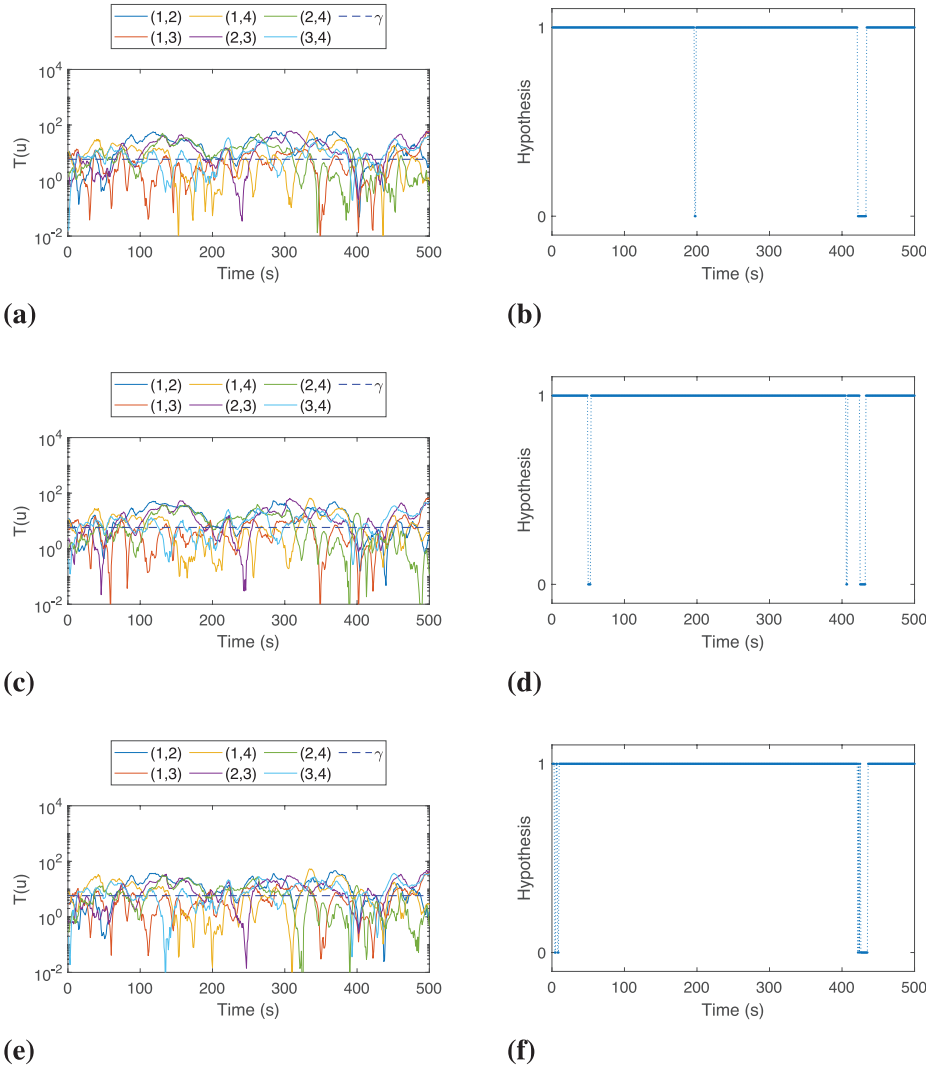 (1,2) (1,4) (2,4) γ
(1,3) (2,3) (3,4)
10^4
10^2
10^0
10^-2
T(u)
0 100 200 300 400 500
Time (s)
(a)
1
0
Hypothesis
0 100 200 300 400 500
Time (s)
(b)
(1,2) (1,4) (2,4) γ
(1,3) (2,3) (3,4)
10^4
10^2
10^0
10^-2
T(u)
0 100 200 300 400 500
Time (s)
(c)
1
0
Hypothesis
0 100 200 300 400 500
Time (s)
(d)
(1,2) (1,4) (2,4) γ
(1,3) (2,3) (3,4)
10^4
10^2
10^0
10^-2
T(u)
0 100 200 300 400 500
Time (s)
(e)
1
0
Hypothesis
0 100 200 300 400 500
Time (s)
(f)